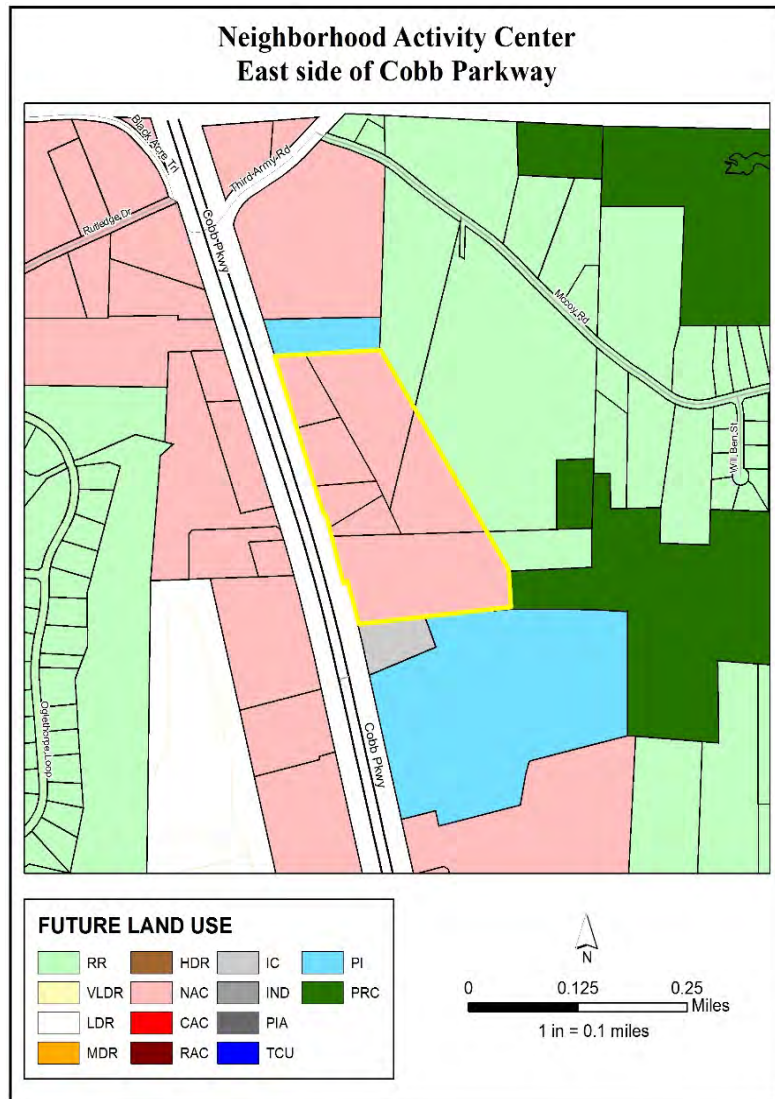 Neighborhood Activity Center
East side of Cobb Parkway
Black Acre Trl
Third Army Rd
Rutledge Dr
Cobb Pkwy
Mccoy Rd
Will Ben St
Oglethorpe Loop
Cobb Pkwy
FUTURE LAND USE
RR
HDR
IC
PI
VLDR
NAC
IND
PRC
LDR
CAC
PIA
MDR
RAC
TCU
N
0 0.125 0.25
Miles
1 in = 0.1 miles